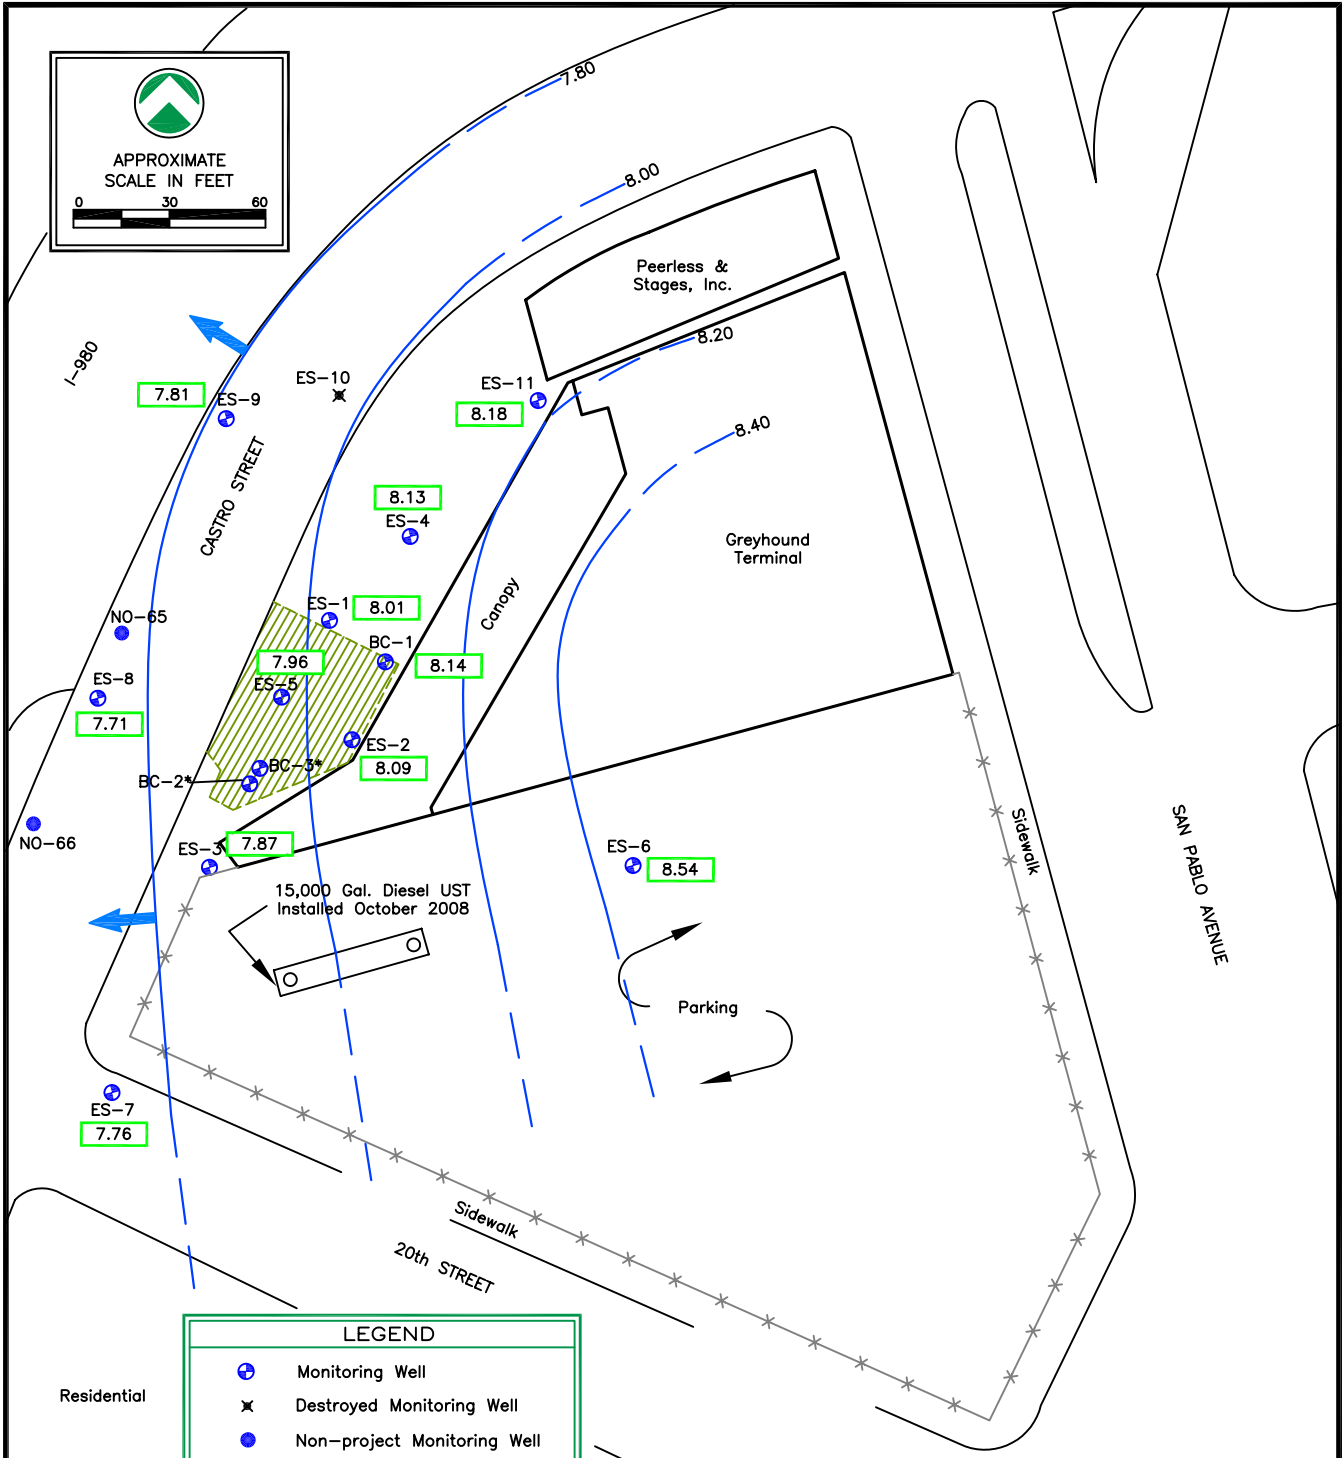 7.80
APPROXIMATE
SCALE IN FEET
0 30 60
8.00
Peerless &
Stages, Inc.
8.20
I-980
ES-10
ES-11
7.81
ES-9
8.18
8.40
CASTRO STREET
8.13
ES-4
Greyhound
Terminal
Canopy
ES-1
8.01
NO-65
BC-1
7.96
8.14
ES-8
ES-5
7.71
ES-2
BC-3*
8.09
BC-2*
NO-66
ES-3
7.87
ES-6
8.54
Sidewalk
SAN PABLO AVENUE
15,000 Gal. Diesel UST
Installed October 2008
Parking
ES-7
7.76
Sidewalk
20th STREET
LEGEND
Monitoring Well
Residential
Destroyed Monitoring Well
Non-project Monitoring Well